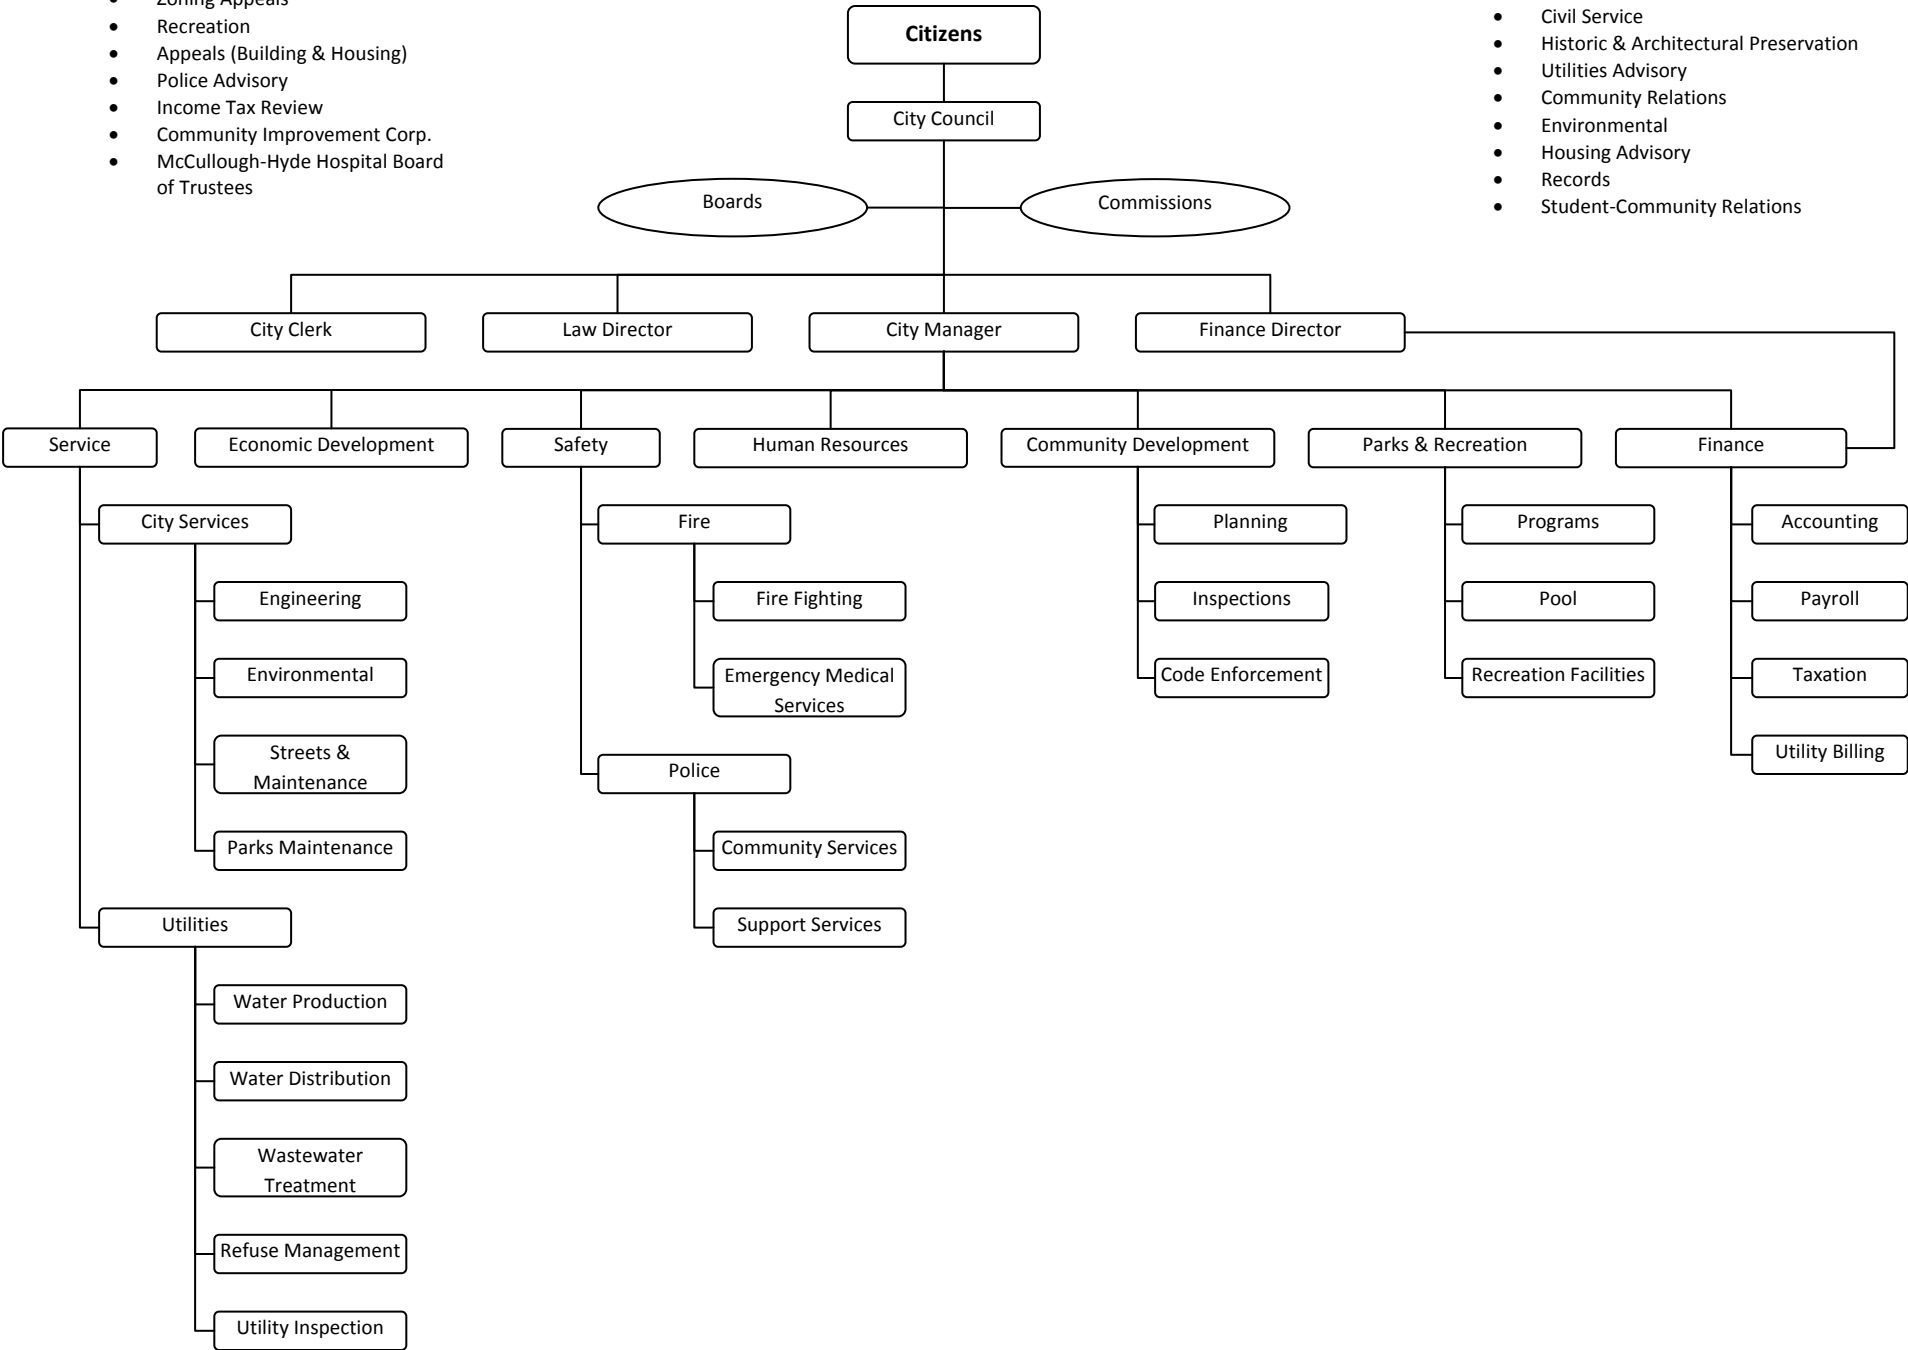 Zoning Appeals
Recreation
Appeals (Building & Housing)
Police Advisory
Income Tax Review
Community Improvement Corp.
McCullough-Hyde Hospital Board
of Trustees
Citizens
Civil Service
Historic & Architectural Preservation
Utilities Advisory
Community Relations
Environmental
Housing Advisory
Records
Student-Community Relations
City Council
Boards
Commissions
City Clerk
Law Director
City Manager
Finance Director
Service
Economic Development
Safety
Human Resources
Community Development
Parks & Recreation
Finance
City Services
Engineering
Environmental
Streets &
Maintenance
Parks Maintenance
Utilities
Water Production
Water Distribution
Wastewater
Treatment
Refuse Management
Utility Inspection
Fire
Fire Fighting
Emergency Medical
Services
Police
Community Services
Support Services
Planning
Inspections
Code Enforcement
Programs
Pool
Recreation Facilities
Accounting
Payroll
Taxation
Utility Billing